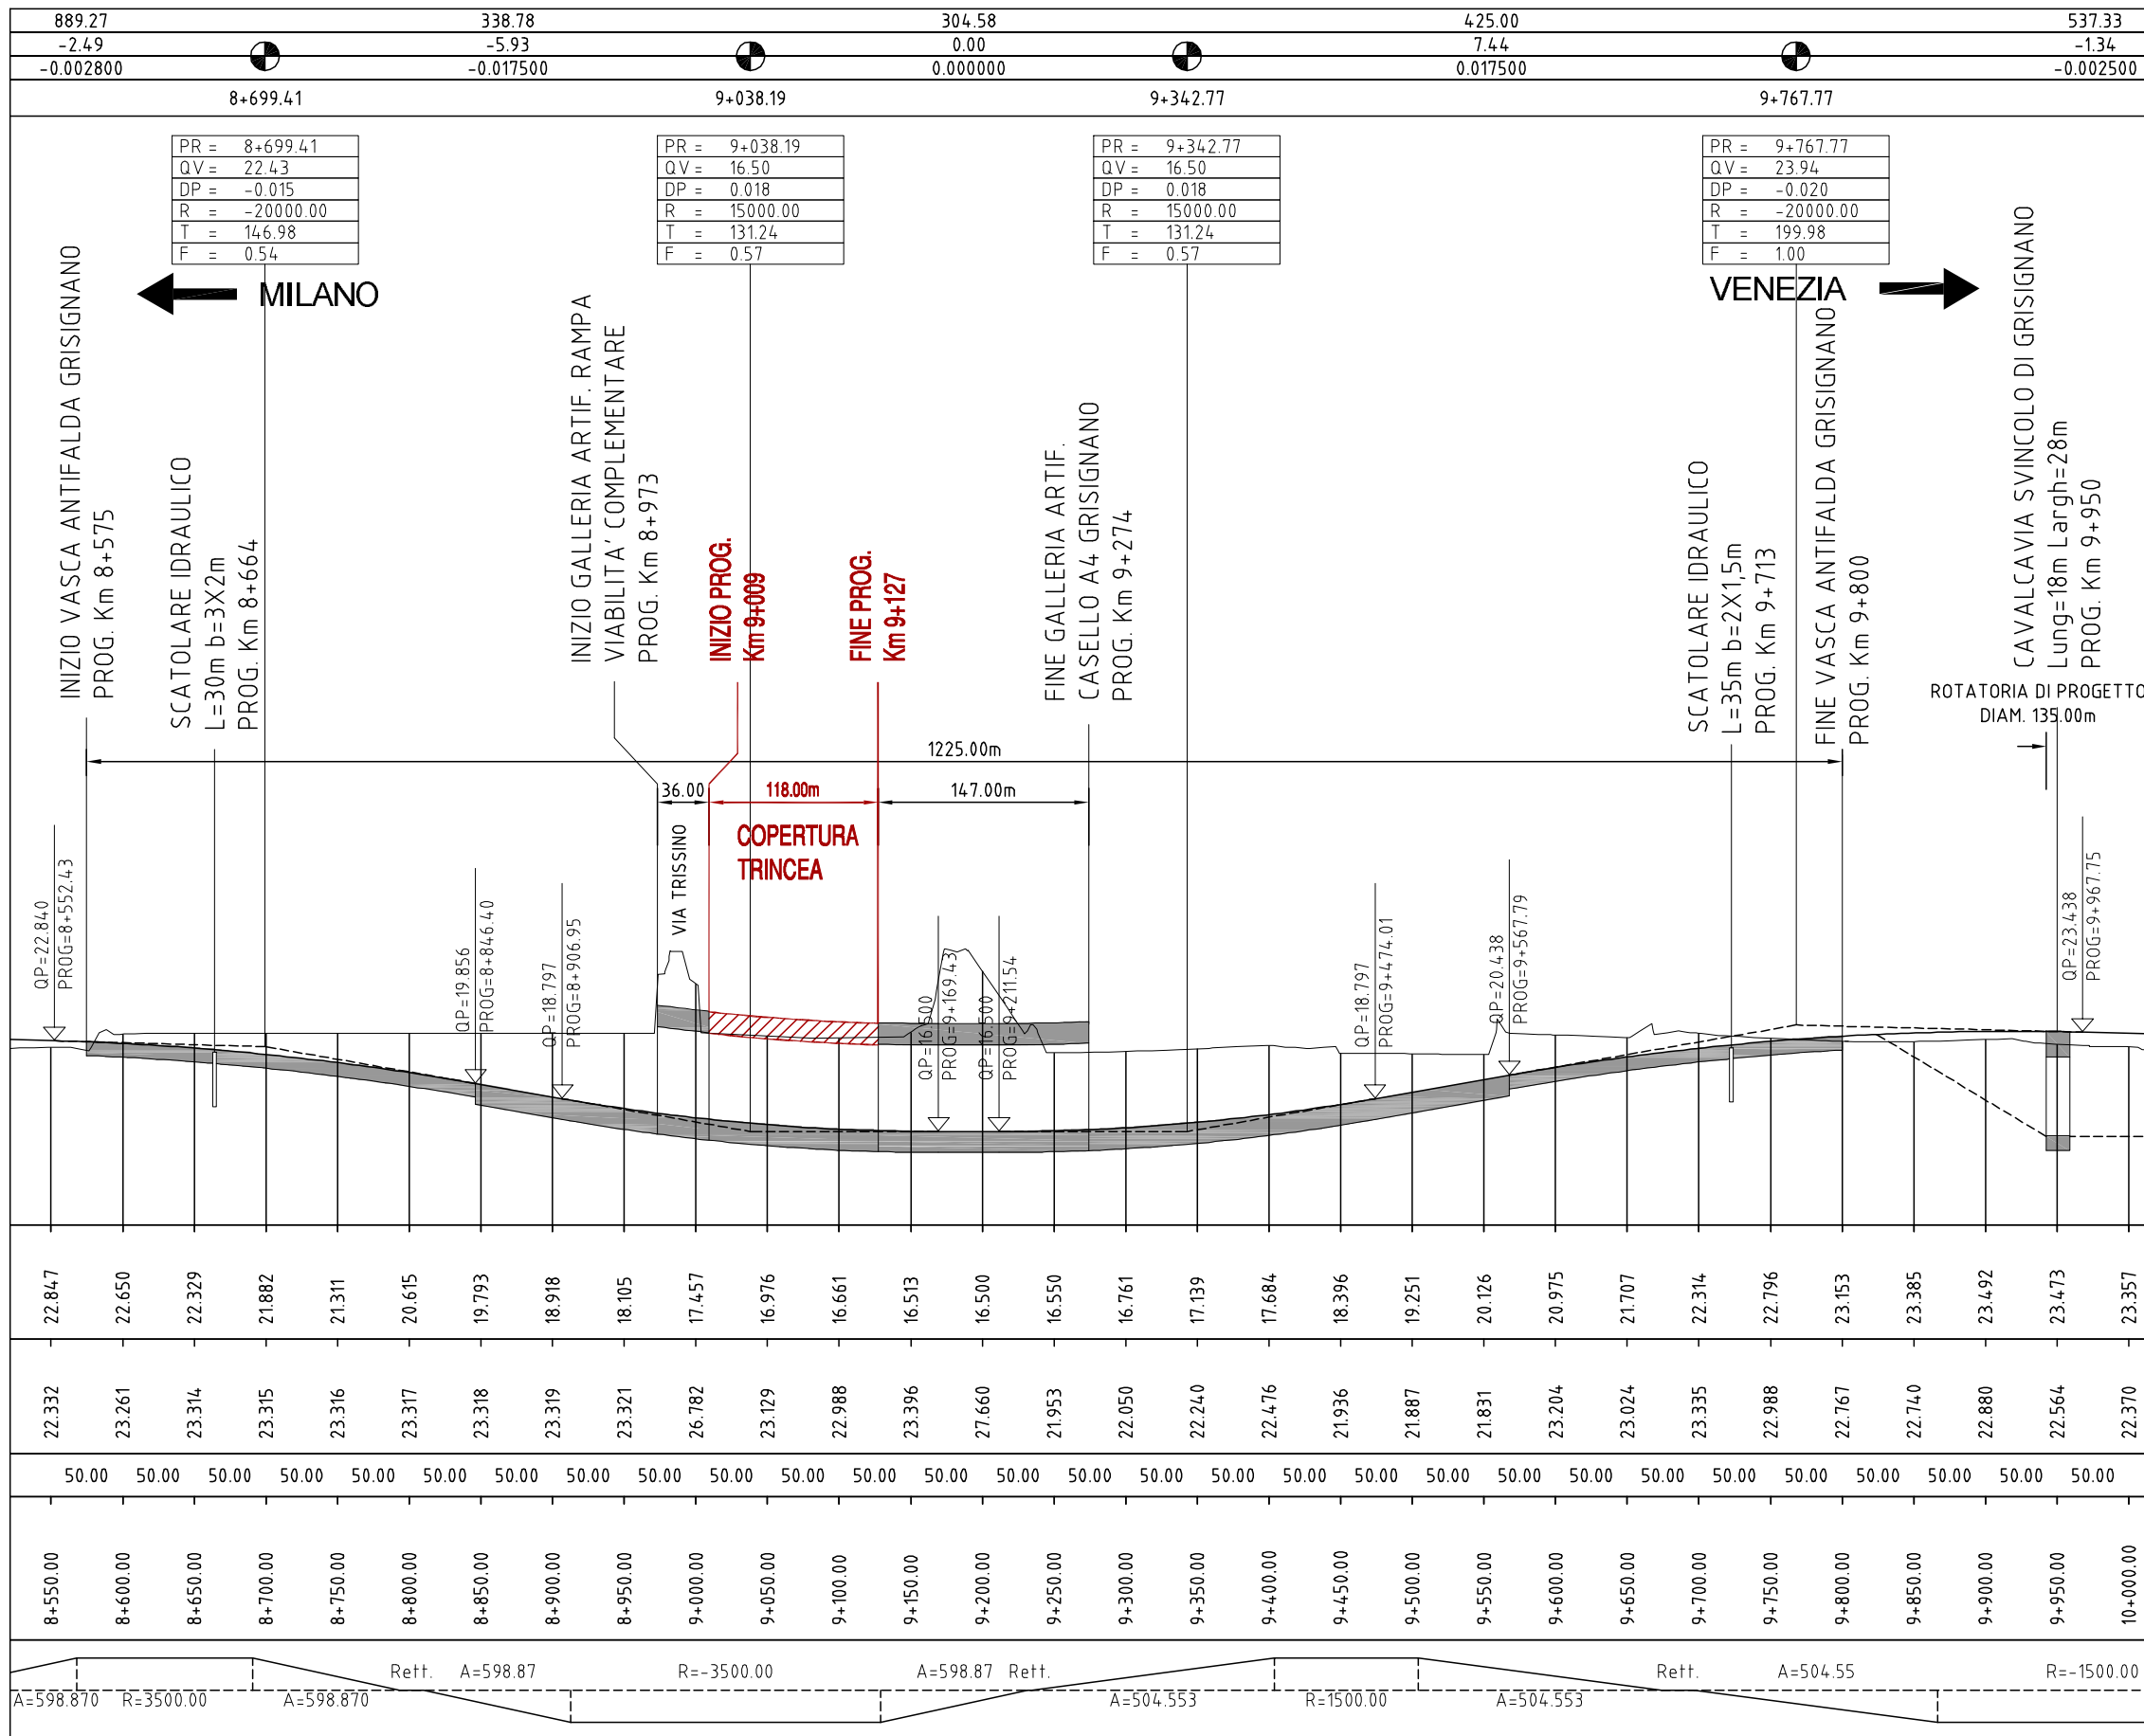 889.27 338.78 304.58 425.00 537.33
-2.49 -5.93 0.00 7.44 -1.34
-0.002800 -0.017500 0.000000 0.017500 -0.002500
8+699.41 9+038.19 9+342.77 9+767.77
PR = 8+699.41
QV = 22.43
DP = -0.015
R = -20000.00
T = 146.98
F = 0.54
PR = 9+038.19
QV = 16.50
DP = 0.018
R = 15000.00
T = 131.24
F = 0.57
PR = 9+342.77
QV = 16.50
DP = 0.018
R = 15000.00
T = 131.24
F = 0.57
PR = 9+767.77
QV = 23.94
DP = -0.020
R = -20000.00
T = 199.98
F = 1.00
MILANO
VENEZIA
INIZIO VASCA ANTIFALDA GRISIGNANO
PROG. Km 8+575
SCATOLARE IDRAULICO
L=30m b=3X2m
PROG. Km 8+664
INIZIO GALLERIA ARTIF. RAMPA
VIABILITA' COMPLEMENTARE
PROG. Km 8+973
INIZIO PROG.
Km 9+009
FINE PROG.
Km 9+127
FINE GALLERIA ARTIF.
CASELLO A4 GRISIGNANO
PROG. Km 9+274
SCATOLARE IDRAULICO
L=35m b=2X1,5m
PROG. Km 9+713
FINE VASCA ANTIFALDA GRISIGNANO
PROG. Km 9+800
CAVALCAVIA SVINCOLO DI GRISIGNANO
Lung=18m Largh=28m
PROG. Km 9+950
ROTATORIA DI PROGETTO
DIAM. 135.00m
1225.00m
36.00 118.00m 147.00m
COPERTURA
TRINCEA
VIA TRISSINO
QP=22.840
PROG=8+552.43
QP=19.856
PROG=8+846.40
QP=18.797
PROG=8+906.95
QP=16.500
PROG=9+169.43
QP=16.500
PROG=9+211.54
QP=18.797
PROG=9+474.01
QP=20.438
PROG=9+567.79
QP=23.438
PROG=9+967.75
22.847 22.650 22.329 21.882 21.311 20.615 19.793 18.918 18.105 17.457 16.976 16.661 16.513 16.500 16.550 16.761 17.139 17.684 18.396 19.251 20.126 20.975 21.707 22.314 22.796 23.153 23.385 23.492 23.473 23.357
22.332 23.261 23.314 23.315 23.316 23.317 23.318 23.319 23.321 26.782 23.129 22.988 23.396 27.660 21.953 22.050 22.240 22.476 21.936 21.887 21.831 23.204 23.024 23.335 22.988 22.767 22.740 22.880 22.564 22.370
50.00 50.00 50.00 50.00 50.00 50.00 50.00 50.00 50.00 50.00 50.00 50.00 50.00 50.00 50.00 50.00 50.00 50.00 50.00 50.00 50.00 50.00 50.00 50.00 50.00 50.00 50.00 50.00 50.00
8+550.00 8+600.00 8+650.00 8+700.00 8+750.00 8+800.00 8+850.00 8+900.00 8+950.00 9+000.00 9+050.00 9+100.00 9+150.00 9+200.00 9+250.00 9+300.00 9+350.00 9+400.00 9+450.00 9+500.00 9+550.00 9+600.00 9+650.00 9+700.00 9+750.00 9+800.00 9+850.00 9+900.00 9+950.00 10+000.00
Rett. A=598.87 R=-3500.00 A=598.87 Rett. Rett. A=504.55 R=-1500.00
A=598.870 R=3500.00 A=598.870 A=504.553 R=1500.00 A=504.553